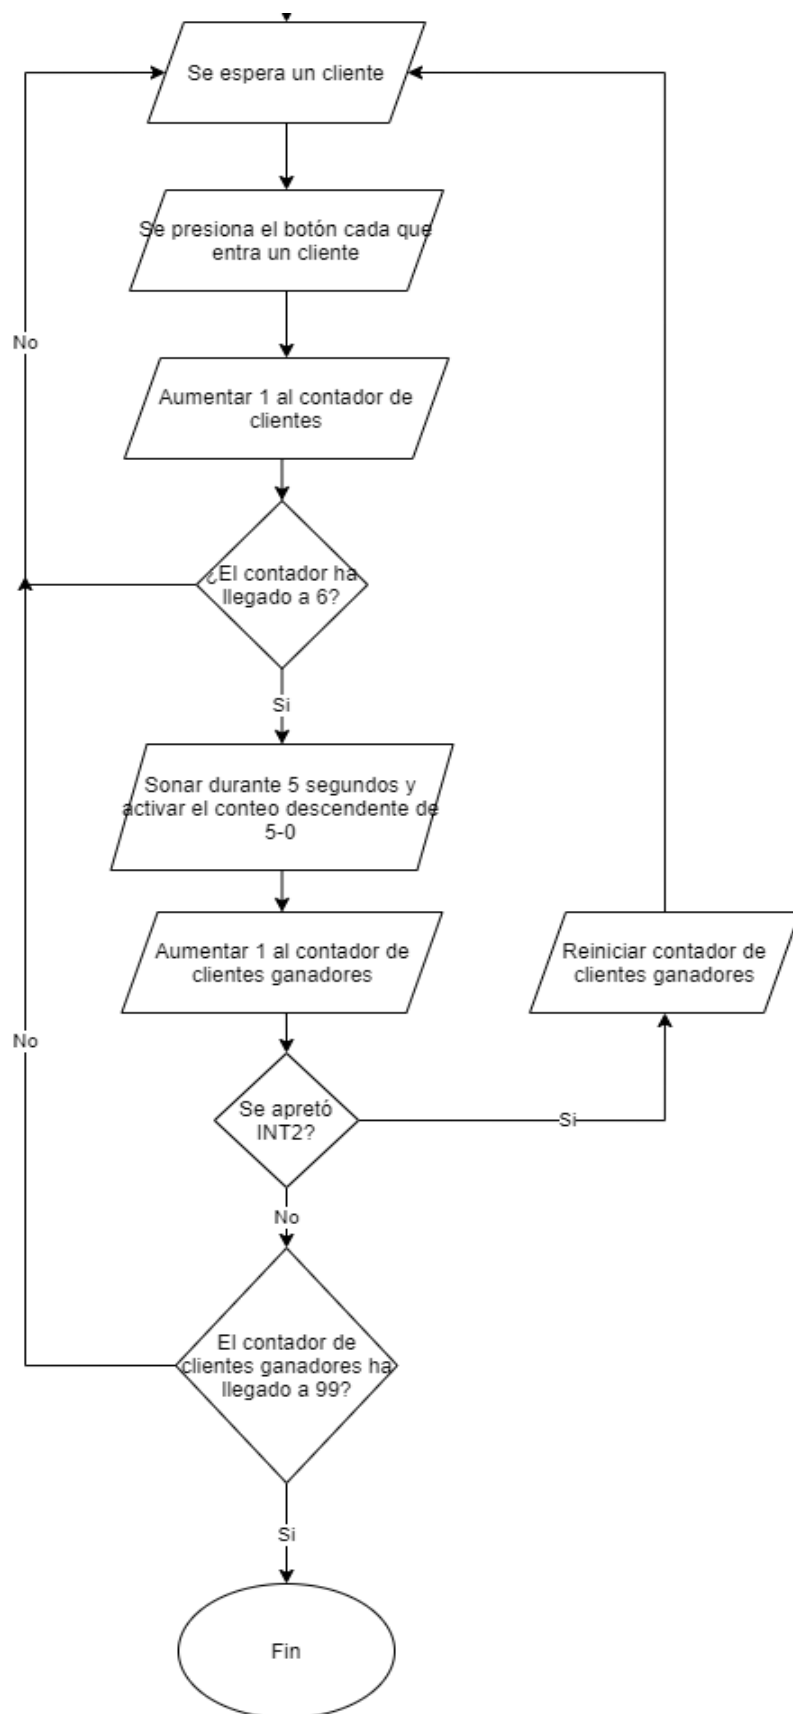 Se espera un cliente
Se presiona el botón cada que
entra un cliente
No
Aumentar 1 al contador de
clientes
¿El contador ha
llegado a 6?
Si
Sonar durante 5 segundos y
activar el conteo descendente de
5-0
Aumentar 1 al contador de
clientes ganadores
Reiniciar contador de
clientes ganadores
No
Se apretó
INT2?
Si
No
El contador de
clientes ganadores ha
llegado a 99?
Si
Fin